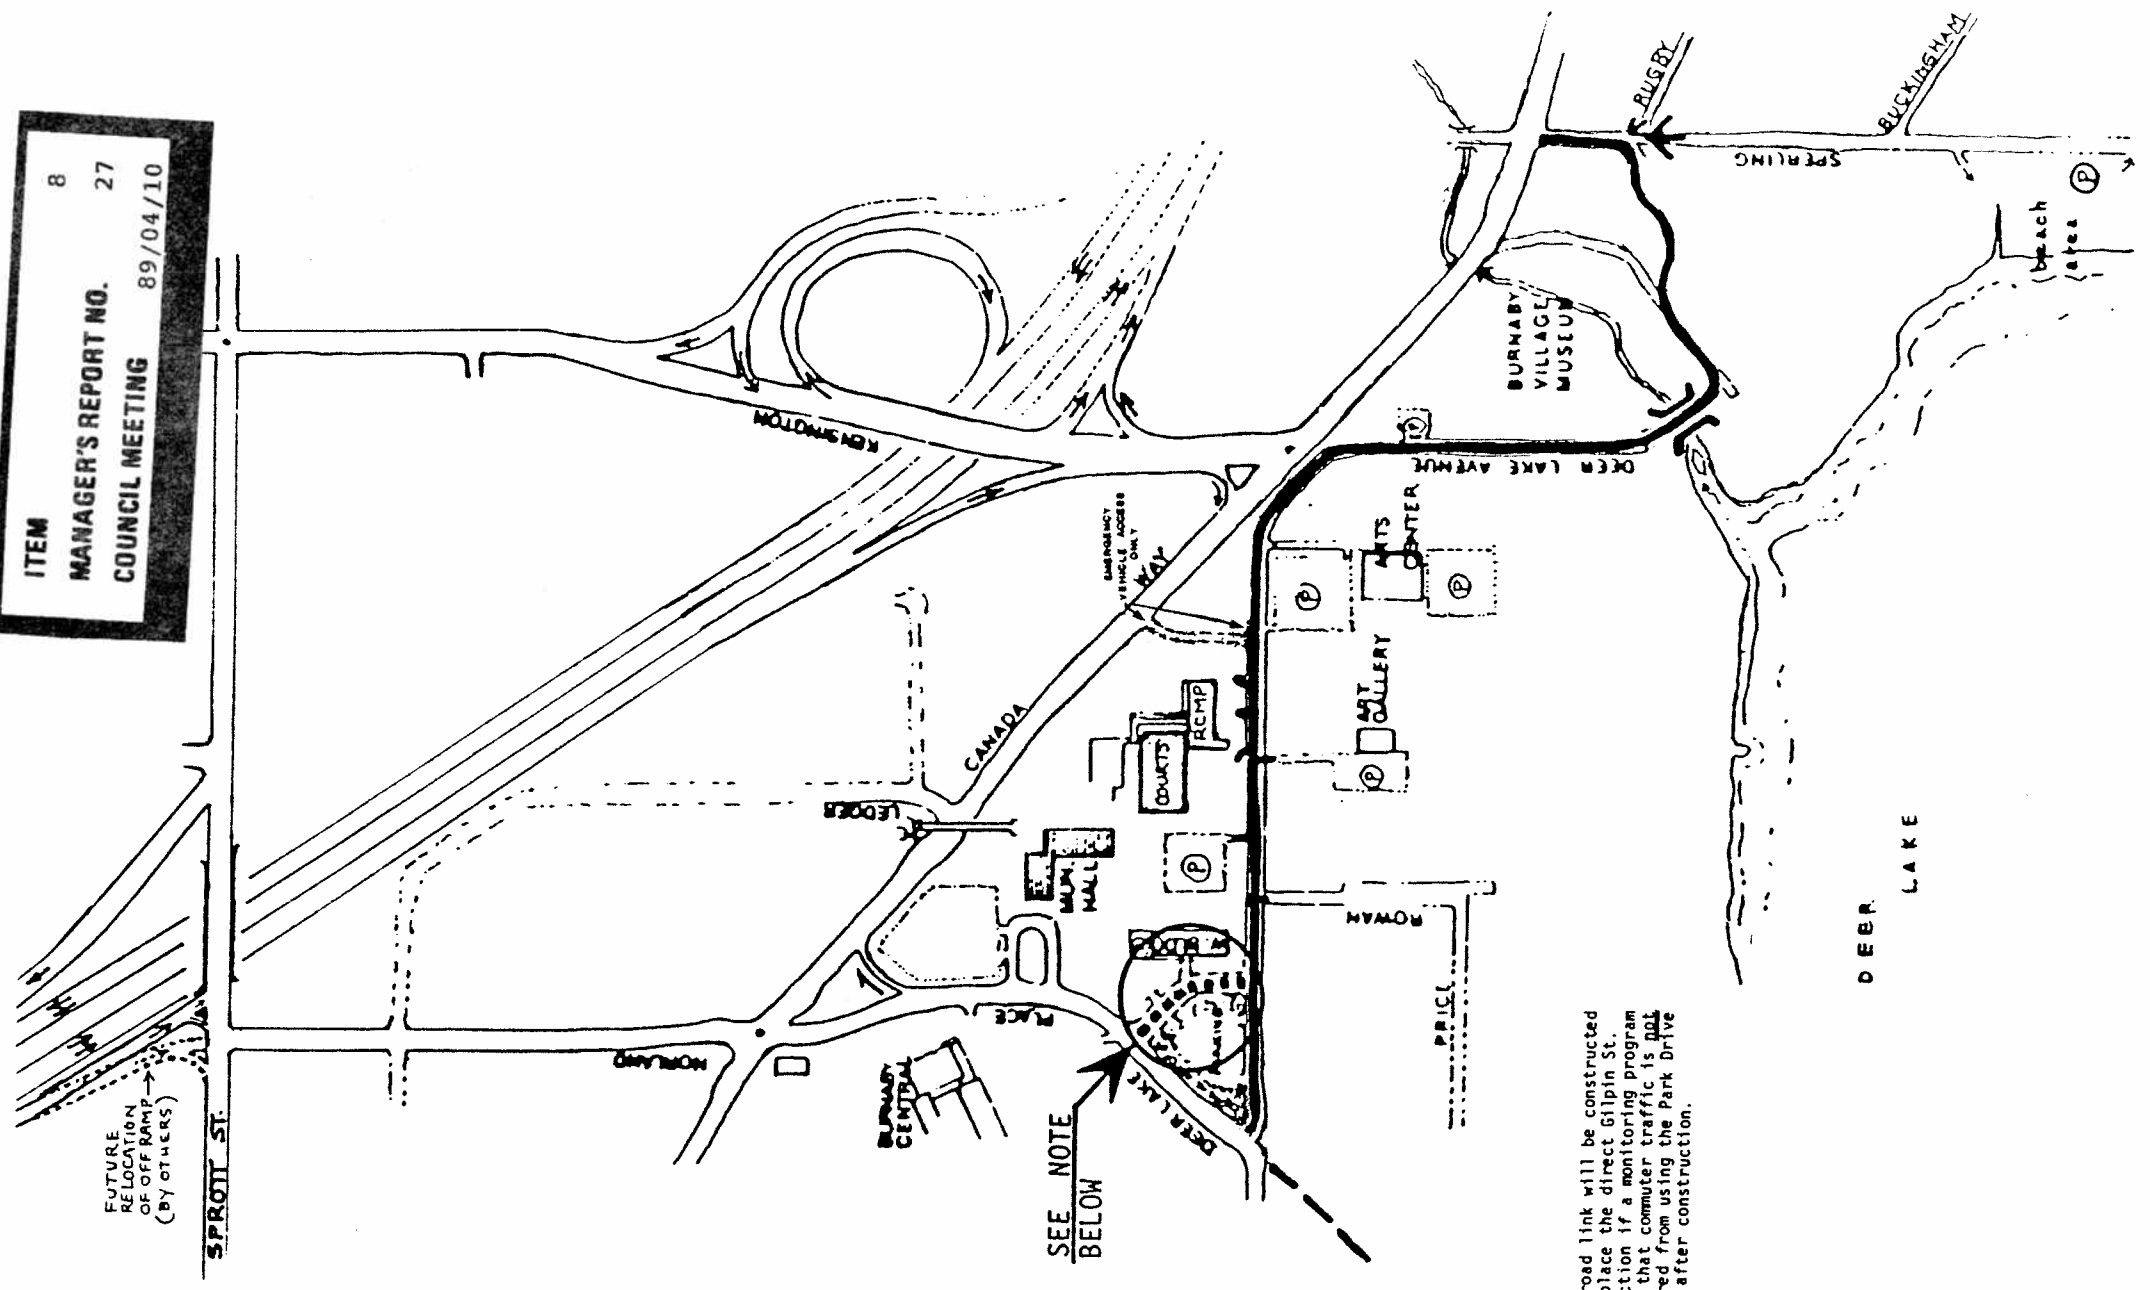 ITEM 8
MANAGER'S REPORT NO. 27
COUNCIL MEETING 89/04/10
FUTURE
RELOCATION
OF OFF RAMP
(BY OTHERS)
SPROTT ST.
KENSINGTON
NORLAND
LEDGER
CANADA
WAY
EMERGENCY
VEHICLE ACCESS
ONLY
BURNABY
CENTRAL
PLACE
DEER LAKE
MUN.
HALL
COURTS
RCMP
P
PARKING
SEE NOTE
BELOW
ROWAN
PRICE
ART
GALLERY
P
ARTS
CENTER
P
P
DEER LAKE AVENUE
BURNABY
VILLAGE
MUSEUM
SPERLING
RUGBY
BUCKINGHAM
P
beach
area
DEER
LAKE
road link will be constructed
place the direct Gilpin St.
ction if a monitoring program
that commuter traffic is not
red from using the Park Drive
after construction.